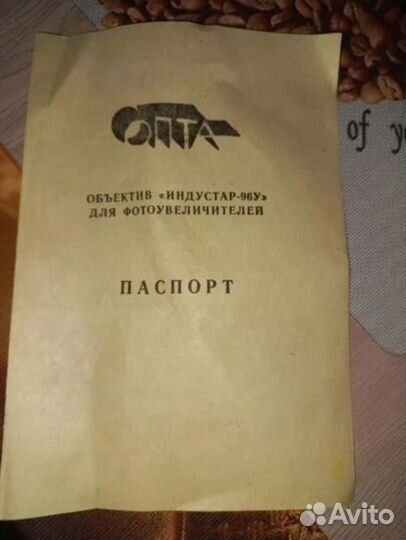 ОПТА
of y
ОБЪЕКТИВ «ИНДУСТАР-96У»
ДЛЯ ФОТОУВЕЛИЧИТЕЛЕЙ
ПАСПОРТ
Avito